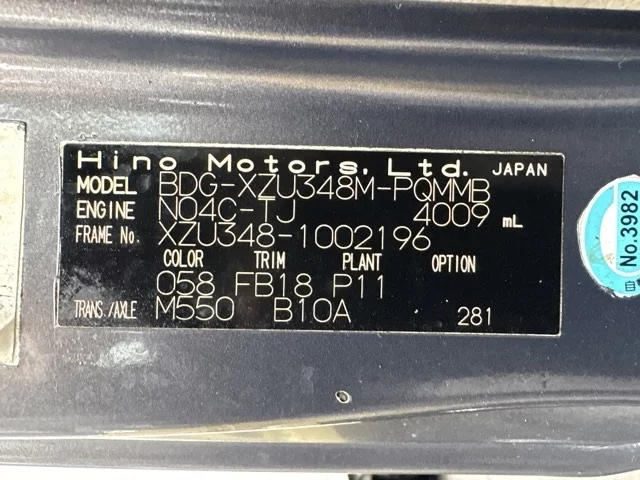 Hino Motors, Ltd. JAPAN
MODEL BDG-XZU348M-PQMMB
ENGINE N04C-TJ 4009 mL
FRAME No. XZU348-1002196
COLOR TRIM PLANT OPTION
058 FB18 P11
TRANS./AXLE M550 B10A 281
No.3982